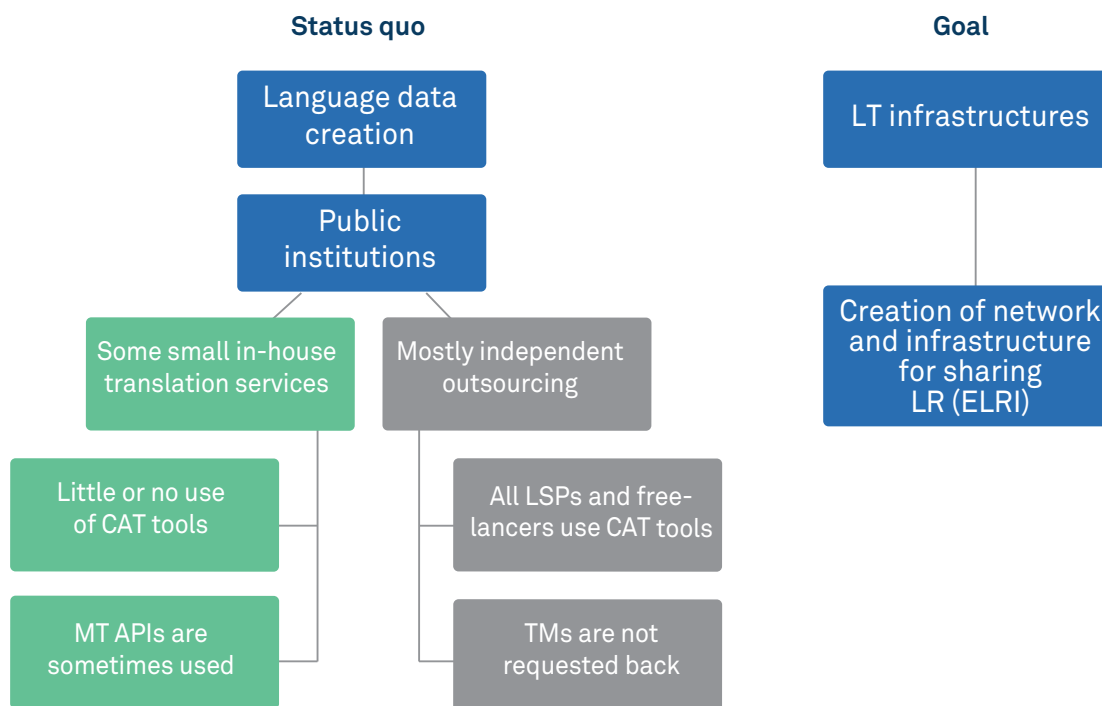 Status quo
Goal
Language data
creation
LT infrastructures
Public
institutions
Creation of network
and infrastructure
for sharing
LR (ELRI)
Some small in-house
translation services
Mostly independent
outsourcing
Little or no use
of CAT tools
All LSPs and free-
lancers use CAT tools
MT APIs are
sometimes used
TMs are not
requested back